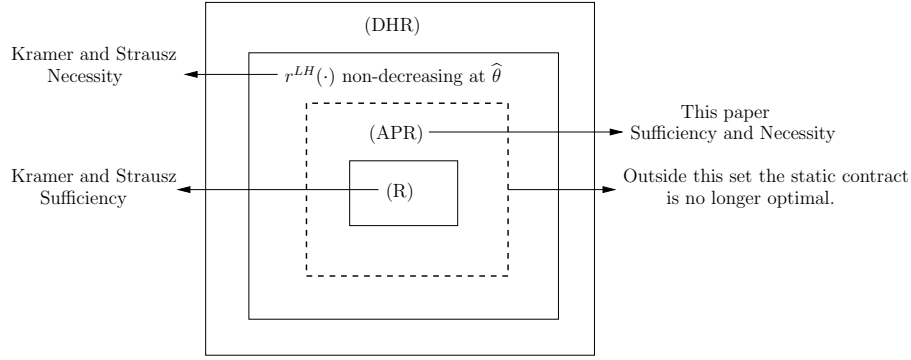 (DHR)
Kramer and Strausz
Necessity
r^{LH}(·) non-decreasing at \widehat{θ}
This paper
Sufficiency and Necessity
(APR)
Kramer and Strausz
Sufficiency
(R)
Outside this set the static contract
is no longer optimal.